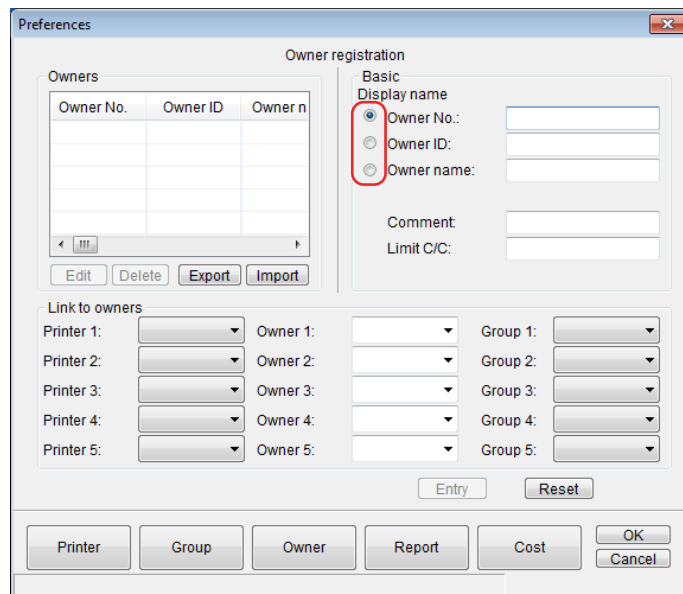 Preferences
Owner registration
Owners
Owner No. Owner ID Owner n
Edit Delete Export Import
Basic
Display name
Owner No.:
Owner ID:
Owner name:
Comment:
Limit C/C:
Link to owners
Printer 1: Owner 1: Group 1:
Printer 2: Owner 2: Group 2:
Printer 3: Owner 3: Group 3:
Printer 4: Owner 4: Group 4:
Printer 5: Owner 5: Group 5:
Entry Reset
Printer Group Owner Report Cost OK
Cancel